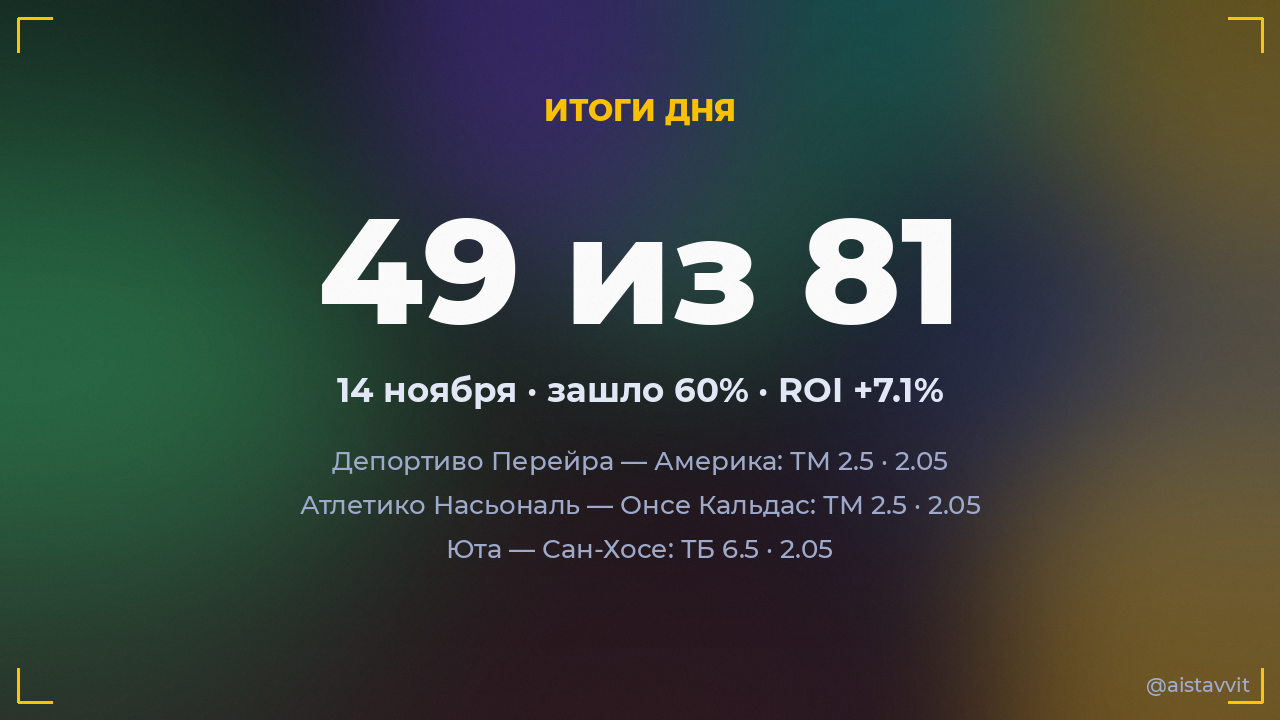 ИТОГИ ДНЯ
49 из 81
14 ноября · зашло 60% · ROI +7.1%
Депортиво Перейра — Америка: ТМ 2.5 · 2.05
Атлетико Насьональ — Онсе Кальдас: ТМ 2.5 · 2.05
Юта — Сан-Хосе: ТБ 6.5 · 2.05
@aistavvit